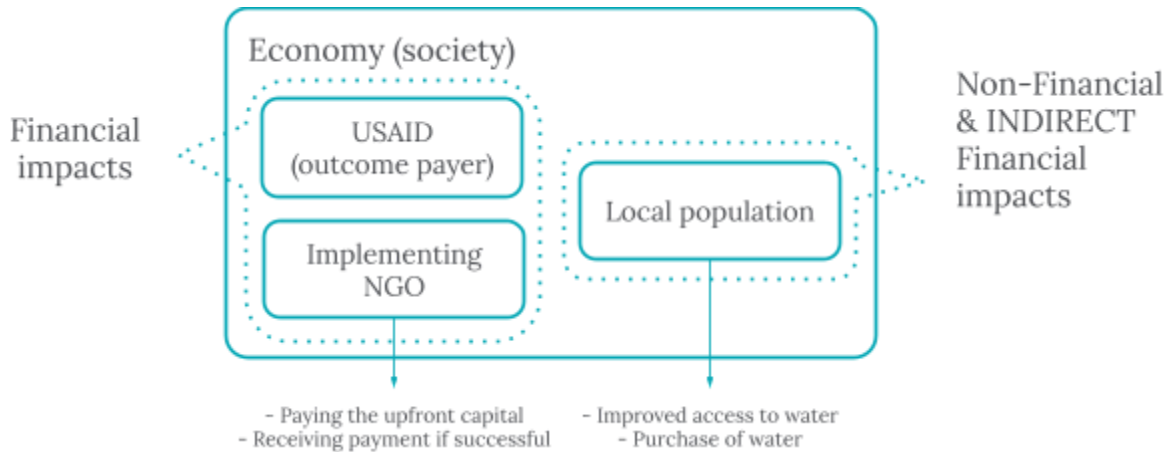 Economy (society)
Financial
impacts
USAID
(outcome payer)
Implementing
NGO
Local population
Non-Financial
& INDIRECT
Financial
impacts
- Paying the upfront capital
- Receiving payment if successful
- Improved access to water
- Purchase of water